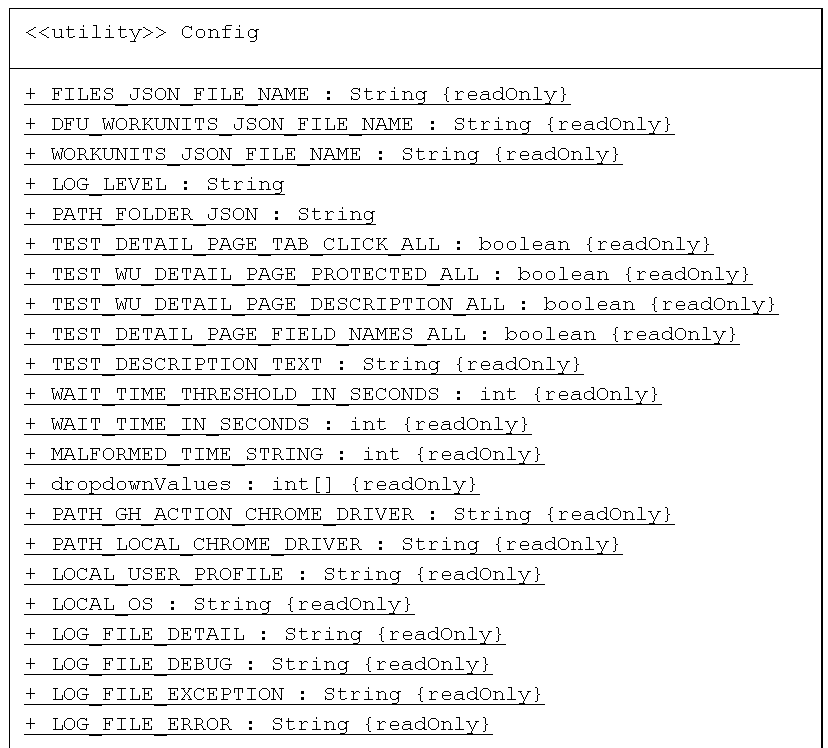 <<utility>> Config
+ FILES_JSON_FILE_NAME : String {readOnly}
+ DFU_WORKUNITS_JSON_FILE_NAME : String {readOnly}
+ WORKUNITS_JSON_FILE_NAME : String {readOnly}
+ LOG_LEVEL : String
+ PATH_FOLDER_JSON : String
+ TEST_DETAIL_PAGE_TAB_CLICK_ALL : boolean {readOnly}
+ TEST_WU_DETAIL_PAGE_PROTECTED_ALL : boolean {readOnly}
+ TEST_WU_DETAIL_PAGE_DESCRIPTION_ALL : boolean {readOnly}
+ TEST_DETAIL_PAGE_FIELD_NAMES_ALL : boolean {readOnly}
+ TEST_DESCRIPTION_TEXT : String {readOnly}
+ WAIT_TIME_THRESHOLD_IN_SECONDS : int {readOnly}
+ WAIT_TIME_IN_SECONDS : int {readOnly}
+ MALFORMED_TIME_STRING : int {readOnly}
+ dropdownValues : int[] {readOnly}
+ PATH_GH_ACTION_CHROME_DRIVER : String {readOnly}
+ PATH_LOCAL_CHROME_DRIVER : String {readOnly}
+ LOCAL_USER_PROFILE : String {readOnly}
+ LOCAL_OS : String {readOnly}
+ LOG_FILE_DETAIL : String {readOnly}
+ LOG_FILE_DEBUG : String {readOnly}
+ LOG_FILE_EXCEPTION : String {readOnly}
+ LOG_FILE_ERROR : String {readOnly}